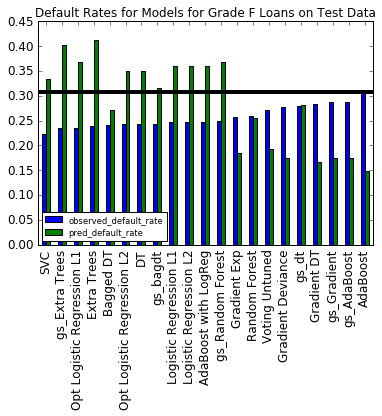 Default Rates for Models for Grade F Loans on Test Data
0.45
0.40
0.35
0.30
0.25
0.20
0.15
0.10
0.05
0.00
observed_default_rate
pred_default_rate
SVC
gs_Extra Trees
Opt Logistic Regression L1
Extra Trees
Bagged DT
Opt Logistic Regression L2
DT
gs_bagdt
Logistic Regression L1
Logistic Regression L2
AdaBoost with LogReg
gs_Random Forest
Gradient Exp
Random Forest
Voting Untuned
Gradient Deviance
gs_dt
Gradient DT
gs_Gradient
gs_AdaBoost
AdaBoost